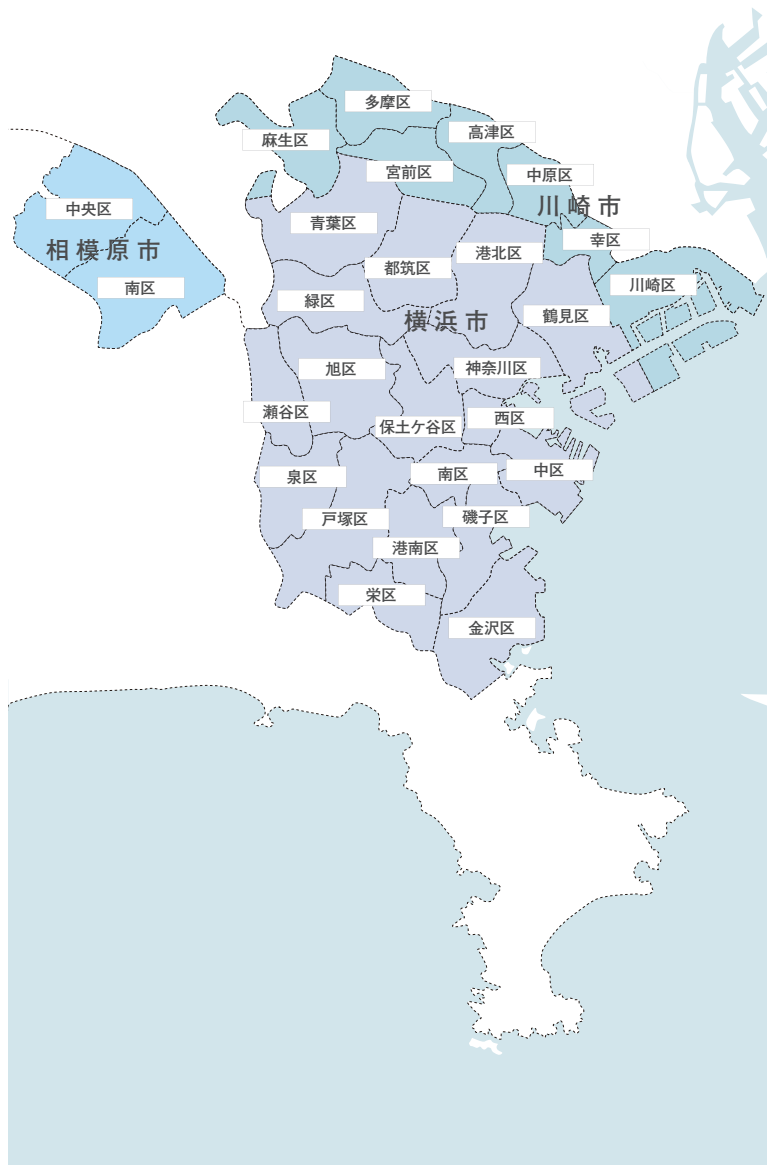 多摩区
高津区
麻生区
宮前区
中原区
川崎市
中央区
青葉区
幸区
相模原市
港北区
都筑区
南区
川崎区
緑区
横浜市
鶴見区
旭区
神奈川区
瀬谷区
西区
保土ケ谷区
泉区
南区
中区
戸塚区
磯子区
港南区
栄区
金沢区